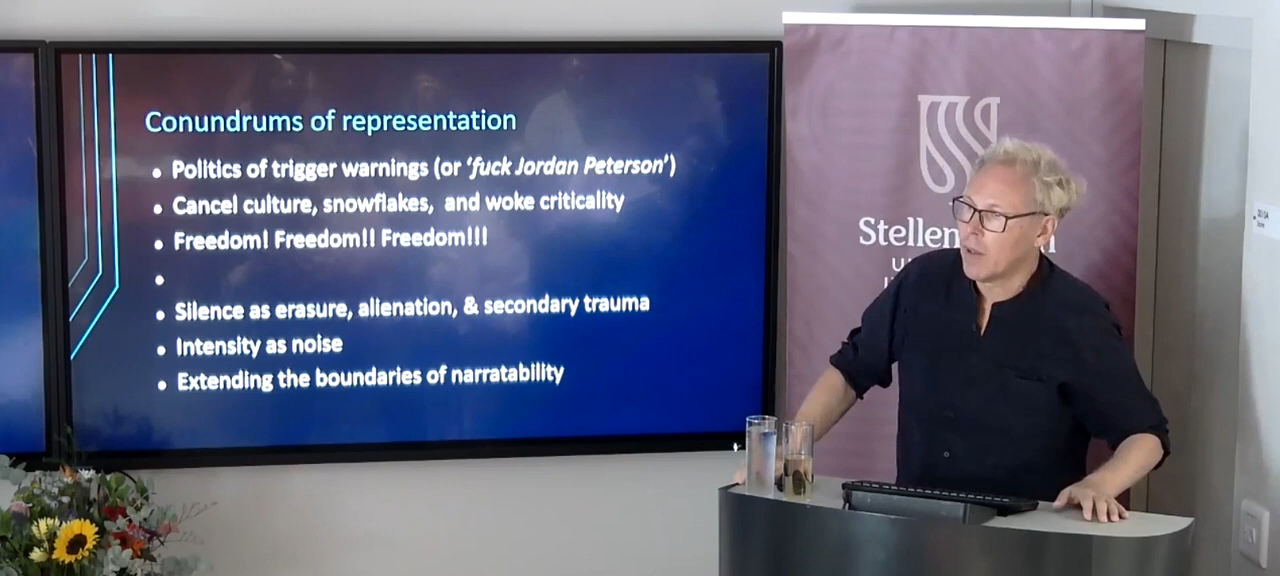 Conundrums of representation
• Politics of trigger warnings (or ‘fuck Jordan Peterson’)
• Cancel culture, snowflakes, and woke criticality
• Freedom! Freedom!! Freedom!!!
•
• Silence as erasure, alienation, & secondary trauma
• Intensity as noise
• Extending the boundaries of narratability
Stellen